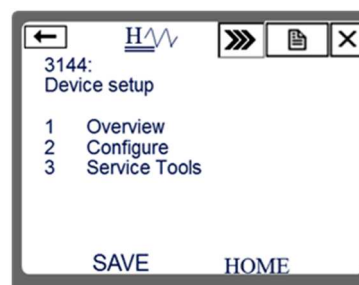 H
3144:
Device setup
1 Overview
2 Configure
3 Service Tools
SAVE HOME